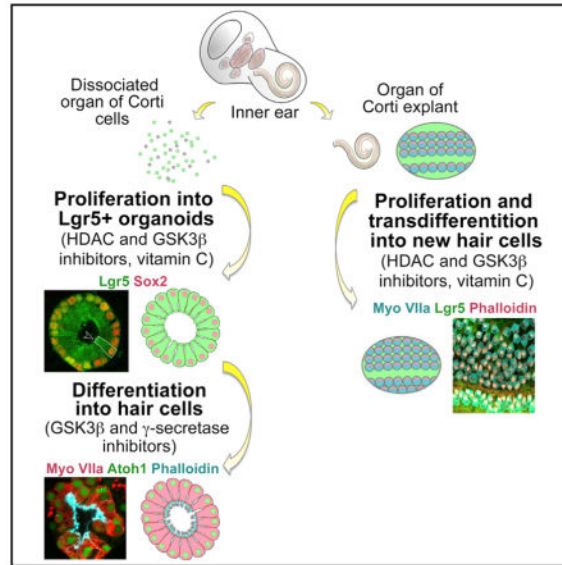 Dissociated
organ of Corti
cells
Inner ear
Organ of
Corti explant
Proliferation into
Lgr5+ organoids
(HDAC and GSK3β
inhibitors, vitamin C)
Lgr5 Sox2
Differentiation
into hair cells
(GSK3β and γ-secretase
inhibitors)
Myo VIIa Atoh1 Phalloidin
Proliferation and
transdifferentition
into new hair cells
(HDAC and GSK3β
inhibitors, vitamin C)
Myo VIIa Lgr5 Phalloidin